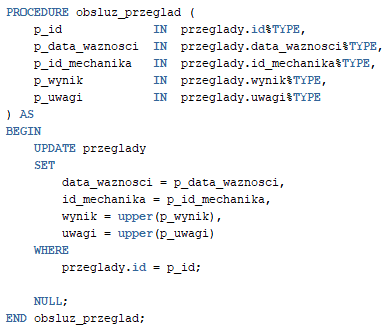 PROCEDURE obsluz_przeglad (
    p_id             IN  przeglady.id%TYPE,
    p_data_waznosci  IN  przeglady.data_waznosci%TYPE,
    p_id_mechanika   IN  przeglady.id_mechanika%TYPE,
    p_wynik          IN  przeglady.wynik%TYPE,
    p_uwagi          IN  przeglady.uwagi%TYPE
) AS
BEGIN
    UPDATE przeglady
    SET
        data_waznosci = p_data_waznosci,
        id_mechanika = p_id_mechanika,
        wynik = upper(p_wynik),
        uwagi = upper(p_uwagi)
    WHERE
        przeglady.id = p_id;

    NULL;
END obsluz_przeglad;